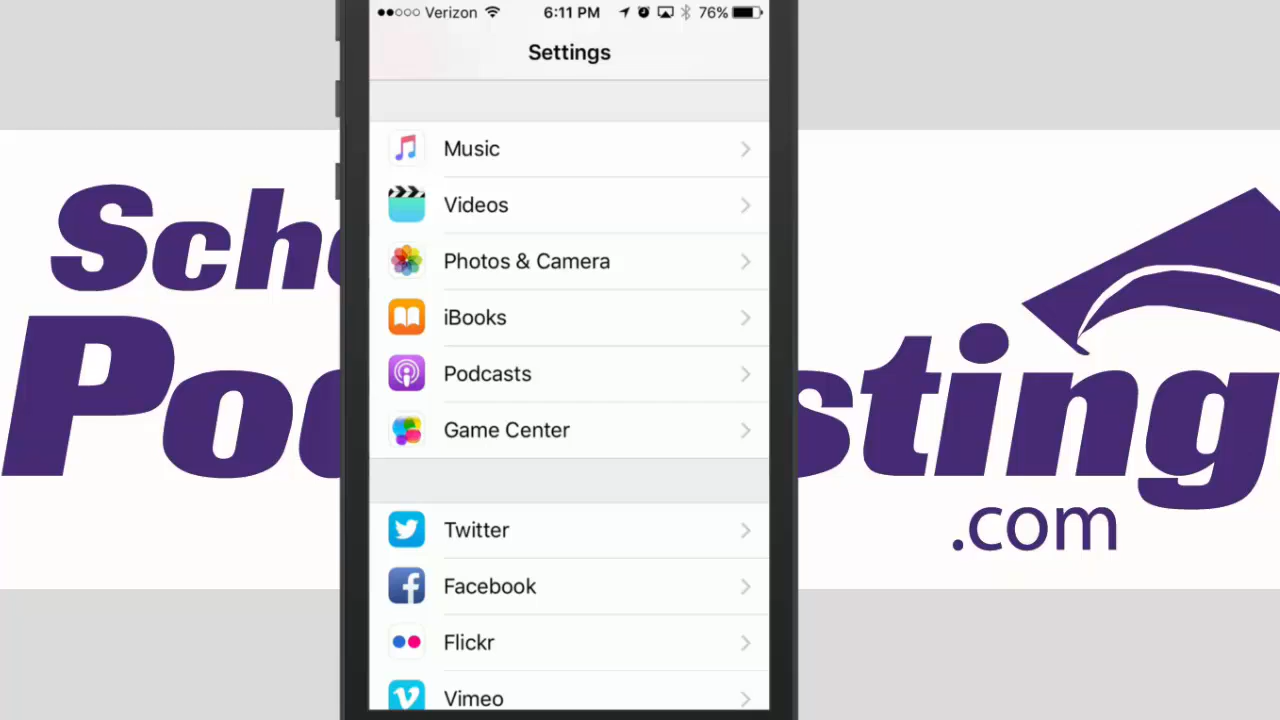 Verizon 6:11 PM 76%
Settings
Music
Videos
Photos & Camera
iBooks
Podcasts
Game Center
Twitter
Facebook
Flickr
Vimeo
.com